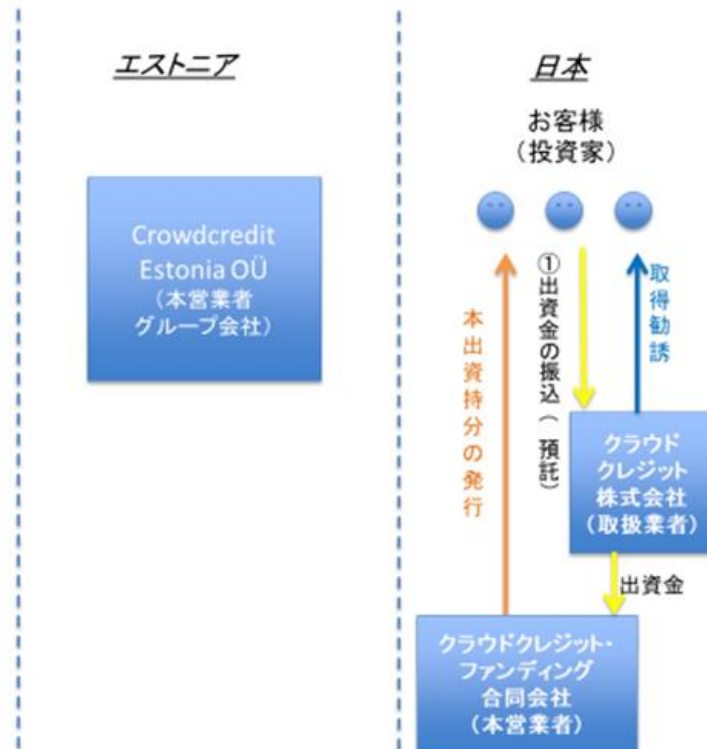 エストニア
Crowdcredit
Estonia OÜ
（本営業者
グループ会社）
日本
お客様
（投資家）
本出資持分の発行
①出資金の振込（ 預託）
取得勧誘
クラウド
クレジット
株式会社
（取扱業者）
出資金
クラウドクレジット・
ファンディング
合同会社
（本営業者）